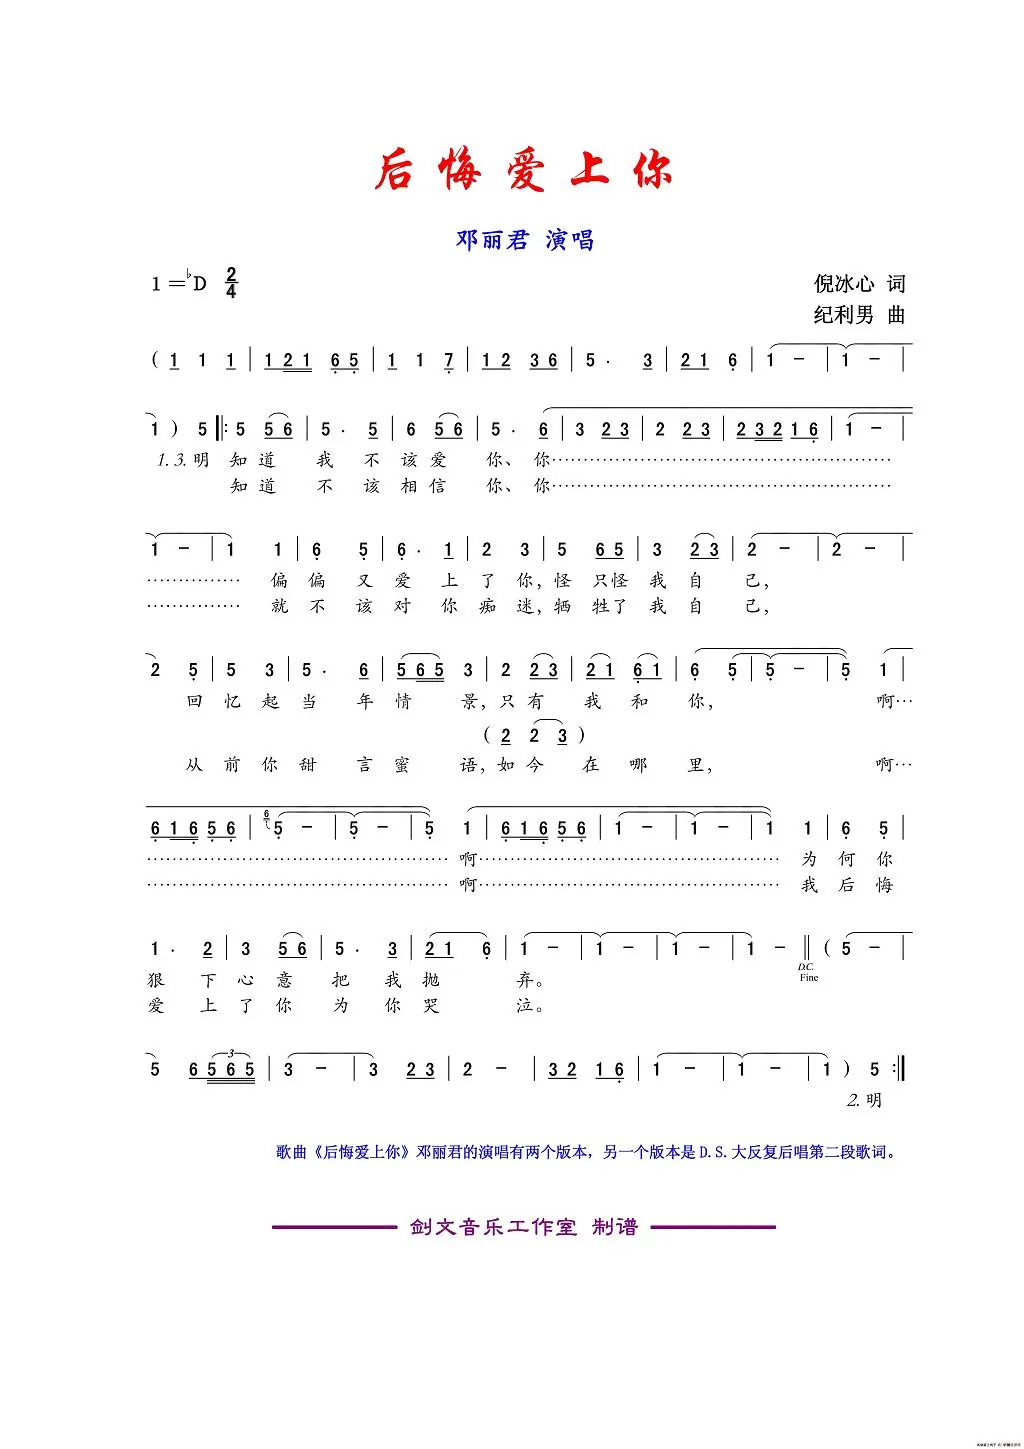 后悔爱上你
邓丽君 演唱
1=♭D 2/4
倪冰心 词
纪利男 曲
( 1 1 1 | 1 2 1 6 5 | 1 1 7 | 1 2 3 6 | 5 · 3 | 2 1 6 | 1 - | 1 - |
1 ) 5 ‖: 5 5 6 | 5 · 5 | 6 5 6 | 5 · 6 | 3 2 3 | 2 2 3 | 2 3 2 1 6 | 1 - |
1.3.明 知道 我 不该爱 你、你…
知道 不 该相信 你、你…
1 - | 1 1 | 6 5 | 6 · 1 | 2 3 | 5 6 5 | 3 2 3 | 2 - | 2 - |
… 偏 偏 又 爱 上 了 你,怪 只怪 我 自 己,
… 就 不 该 对 你 痴 迷,牺 牲了 我 自 己,
2 5 | 5 3 | 5 · 6 | 5 6 5 3 | 2 2 3 | 2 1 6 1 | 6 5 | 5 - | 5 1 |
回 忆 起 当 年 情 景,只 有 我 和 你, 啊…
( 2 2 3 )
从 前 你 甜 言 蜜 语,如 今 在 哪 里, 啊…
6 1 6 5 6 | 6 5 - | 5 - | 5 1 | 6 1 6 5 6 | 1 - | 1 - | 1 1 | 6 5 |
… 啊… 为 何 你
… 啊… 我 后 悔
1 · 2 | 3 5 6 | 5 · 3 | 2 1 6 | 1 - | 1 - | 1 - | 1 - ‖ ( 5 - |
D.C.
Fine
狠 下 心 意 把 我 抛 弃。
爱 上 了 你 为 你 哭 泣。
5 6 5 6 5 | 3 - | 3 2 3 | 2 - | 3 2 1 6 | 1 - | 1 - | 1 ) 5 :‖
3
2.明
歌曲《后悔爱上你》邓丽君的演唱有两个版本，另一个版本是D.S.大反复后唱第二段歌词。
剑文音乐工作室 制谱